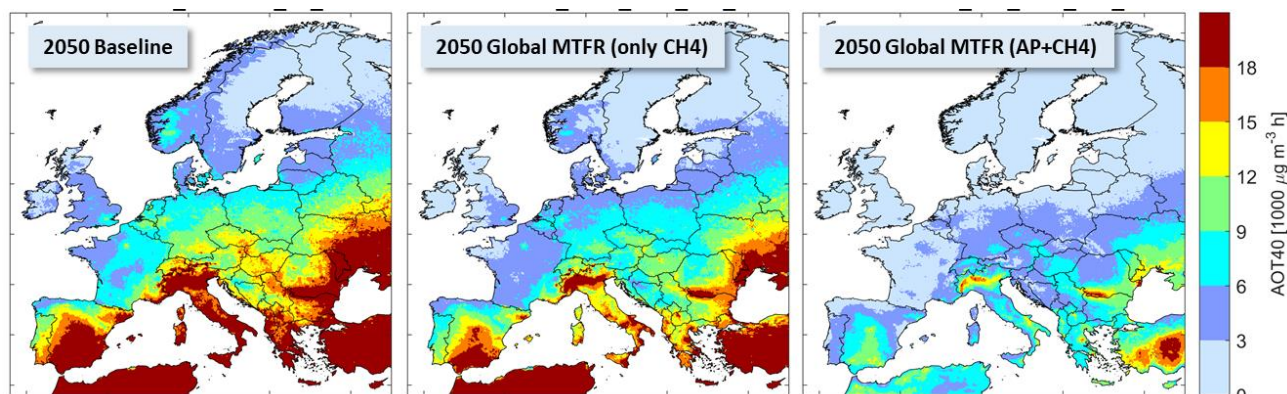 2050 Baseline
2050 Global MTFR (only CH4)
2050 Global MTFR (AP+CH4)
18
15
12
9
6
3
0
AOT40 [1000 µg m⁻³ h]